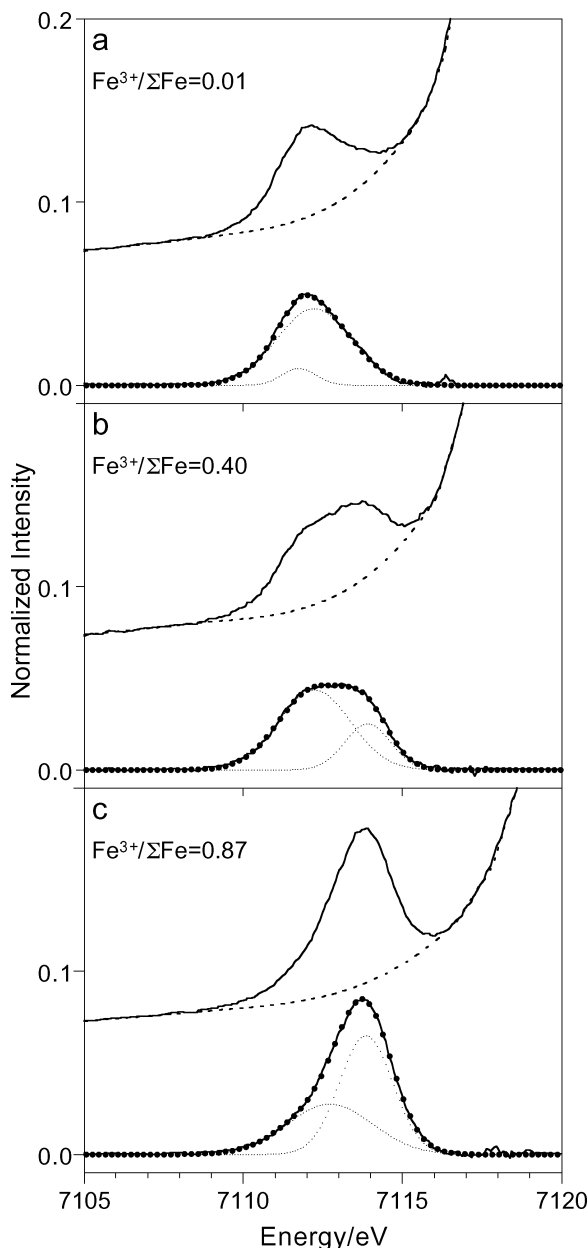 0.2
a
Fe³⁺/ΣFe=0.01
0.1
0.0
b
Fe³⁺/ΣFe=0.40
0.1
0.0
Normalized Intensity
c
Fe³⁺/ΣFe=0.87
0.1
0.0
7105 7110 7115 7120
Energy/eV